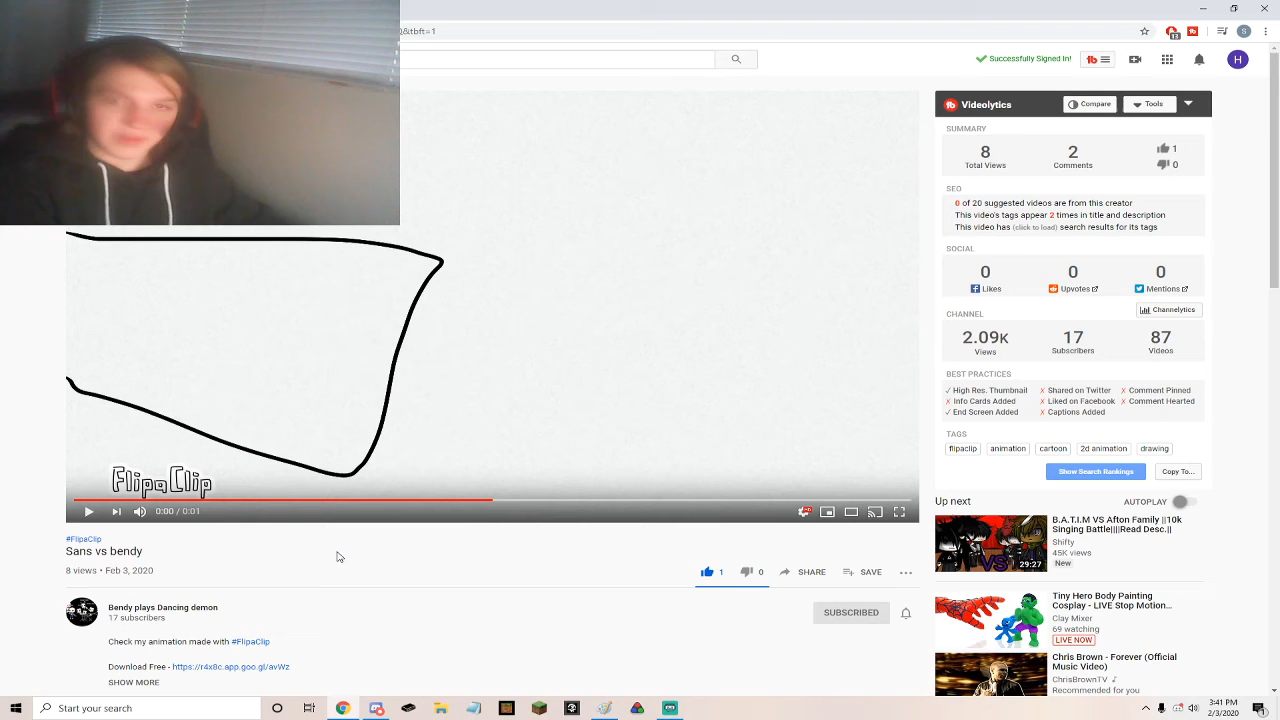 &tbft=1
13
S
Successfully Signed In!
tb
H
tb Videolytics
Compare
Tools
SUMMARY
8
Total Views
2
Comments
1
0
SEO
0 of 20 suggested videos are from this creator
This video's tags appear 2 times in title and description
This video has (click to load) search results for its tags
SOCIAL
0
Likes
0
Upvotes
0
Mentions
CHANNEL
Channelytics
2.09K
Views
17
Subscribers
87
Videos
BEST PRACTICES
✓ High Res. Thumbnail
✗ Shared on Twitter
✗ Comment Pinned
✗ Info Cards Added
✗ Liked on Facebook
✗ Comment Hearted
✓ End Screen Added
✗ Captions Added
TAGS
flipaclip
animation
cartoon
2d animation
drawing
Show Search Rankings
Copy To...
FlipaClip
0:00 / 0:01
#FlipaClip
Sans vs bendy
8 views • Feb 3, 2020
1
0
SHARE
SAVE
Bendy plays Dancing demon
17 subscribers
SUBSCRIBED
Check my animation made with #FlipaClip
Download Free - https://r4x8c.app.goo.gl/avWz
SHOW MORE
Up next
AUTOPLAY
B.A.T.I.M VS Afton Family ||10k
Singing Battle||||Read Desc.||
Shifty
45K views
New
VS
29:27
Tiny Hero Body Painting
Cosplay - LIVE Stop Motion...
Clay Mixer
69 watching
LIVE NOW
Chris Brown - Forever (Official
Music Video)
ChrisBrownTV
Recommended for you
Start your search
3:41 PM
2/3/2020
1